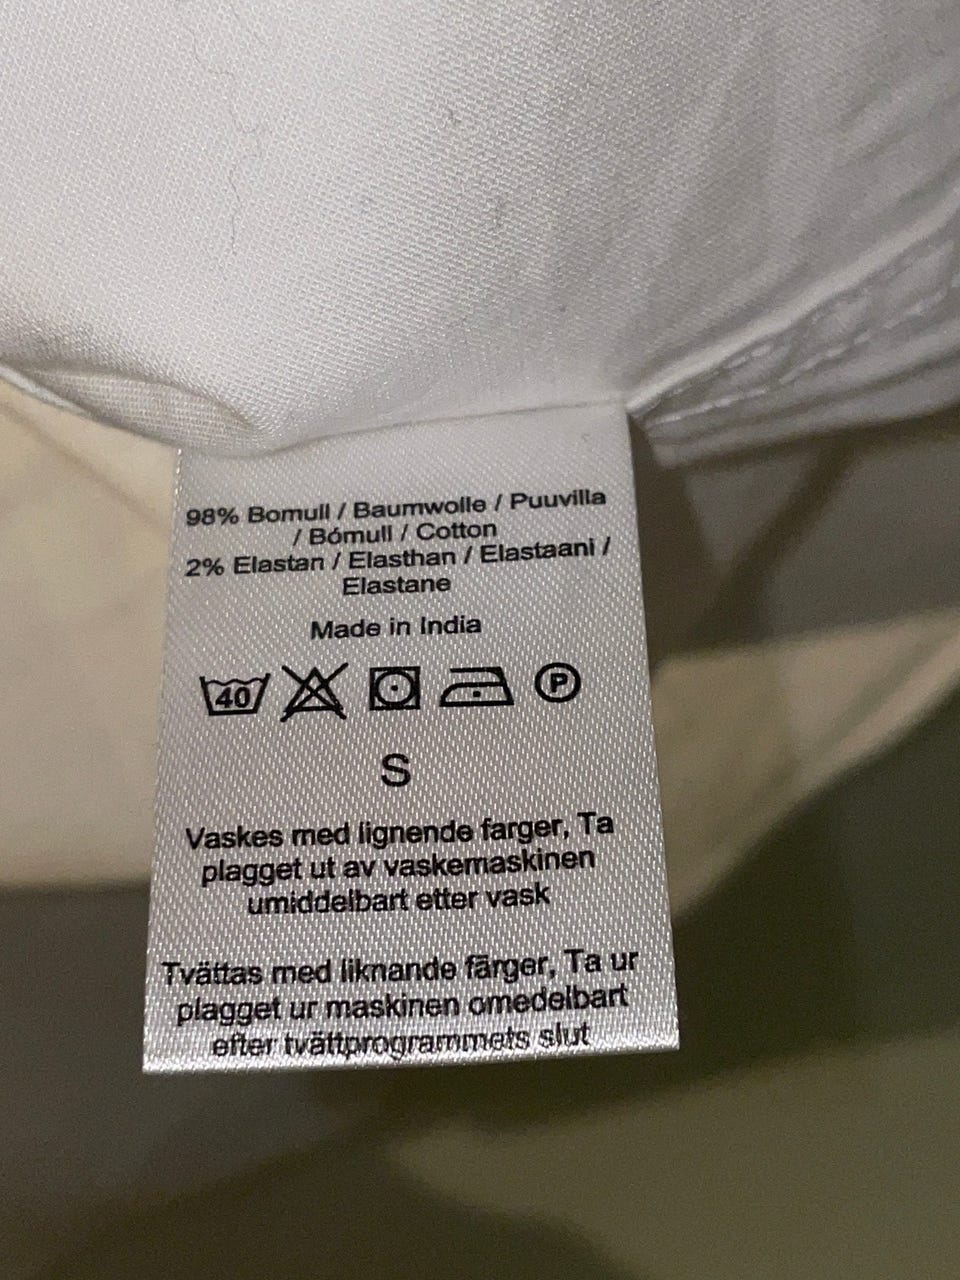 98% Bomull / Baumwolle / Puuvilla
/ Bómull / Cotton
2% Elastan / Elasthan / Elastaani /
Elastane
Made in India
40 P
S
Vaskes med lignende farger, Ta
plagget ut av vaskemaskinen
umiddelbart etter vask
Tvättas med liknande färger, Ta ur
plagget ur maskinen omedelbart
efter tvättprogrammets slut